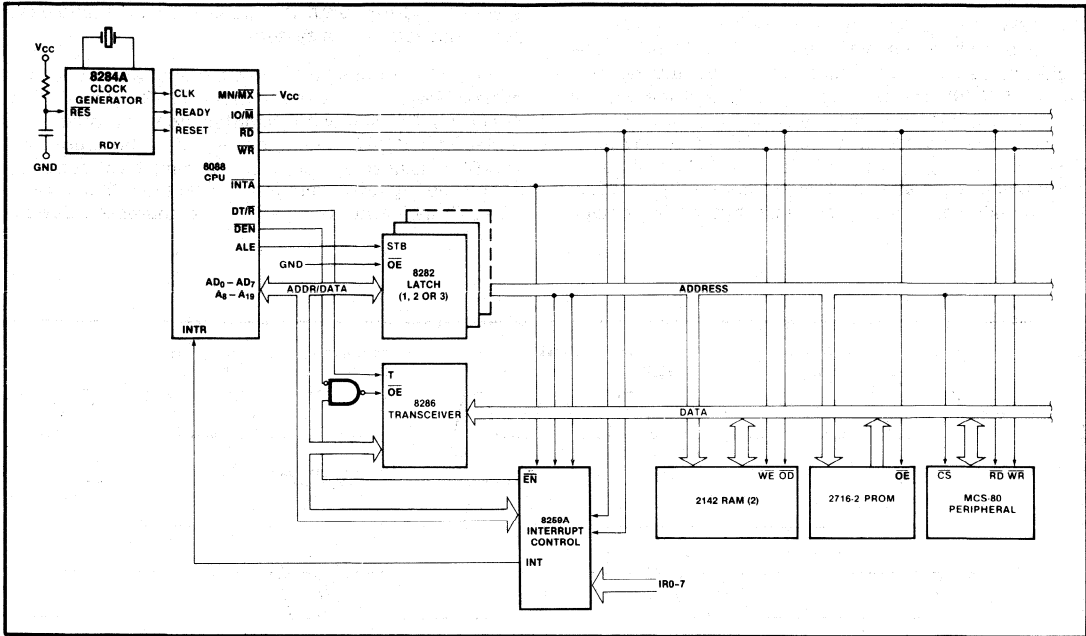 VCC
8284A
CLOCK
GENERATOR
RES
RDY
GND
CLK
READY
RESET
8088
CPU
MN/MX
VCC
IO/M
RD
WR
INTA
DT/R
DEN
ALE
AD0 – AD7
A8 – A19
INTR
GND
ADDR/DATA
STB
OE
8282
LATCH
(1, 2 OR 3)
ADDRESS
T
OE
8286
TRANSCEIVER
DATA
EN
8259A
INTERRUPT
CONTROL
INT
IR0-7
WE OD
2142 RAM (2)
OE
2716-2 PROM
CS RD WR
MCS-80
PERIPHERAL